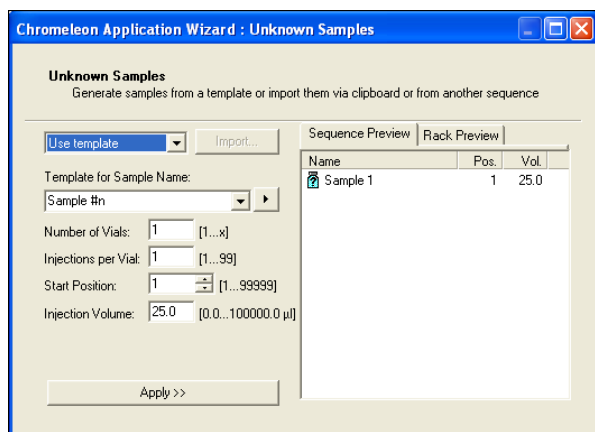 Chromeleon Application Wizard : Unknown Samples
Unknown Samples
Generate samples from a template or import them via clipboard or from another sequence
Use template
Import...
Template for Sample Name:
Sample #n
Number of Vials: 1 [1...x]
Injections per Vial: 1 [1...99]
Start Position: 1 [1...99999]
Injection Volume: 25.0 [0.0...100000.0 µl]
Apply >>
Sequence Preview Rack Preview
Name Pos. Vol.
? Sample 1 1 25.0